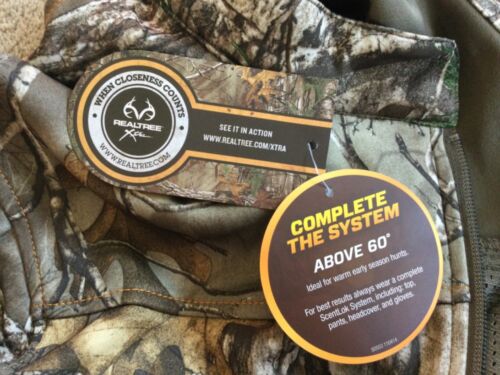 WHEN CLOSENESS COUNTS
REALTREE
Xtra
WWW.REALTREE.COM
SEE IT IN ACTION
WWW.REALTREE.COM/XTRA
COMPLETE
THE SYSTEM
ABOVE 60°
Ideal for warm early season hunts.
For best results always wear a complete
ScentLok System, including: top,
pants, headcover, and gloves.